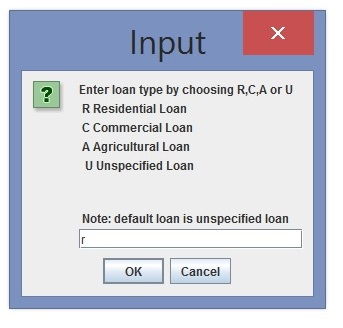 Input
Enter loan type by choosing R,C,A or U
R Residential Loan
C Commercial Loan
A Agricultural Loan
U Unspecified Loan
Note: default loan is unspecified loan
r
OK Cancel